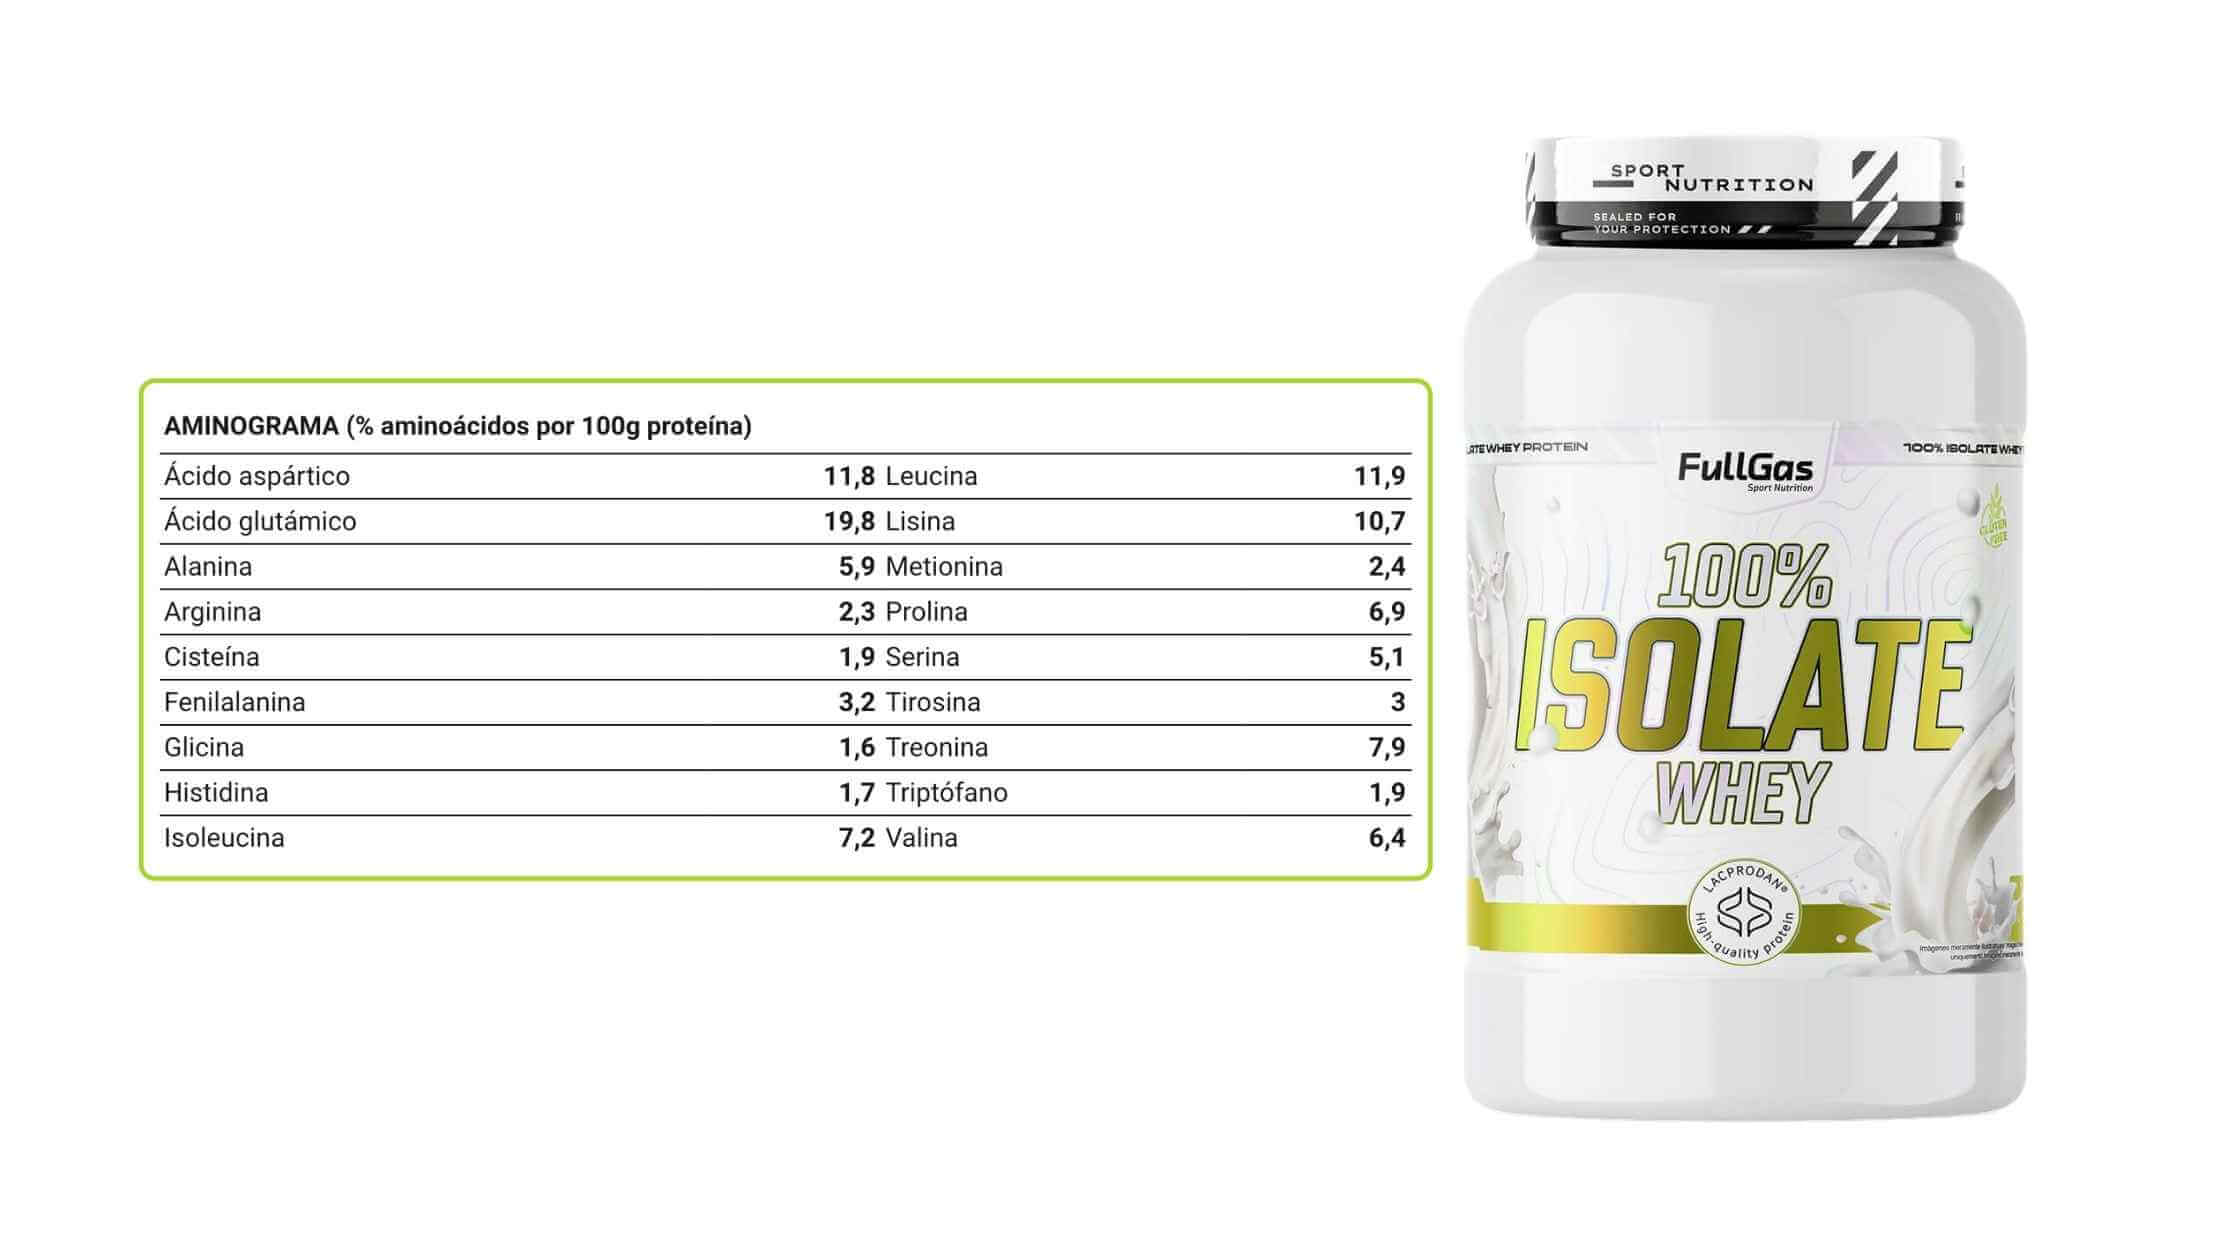 AMINOGRAMA (% aminoácidos por 100g proteína)
Ácido aspártico 11,8 Leucina 11,9
Ácido glutámico 19,8 Lisina 10,7
Alanina 5,9 Metionina 2,4
Arginina 2,3 Prolina 6,9
Cisteína 1,9 Serina 5,1
Fenilalanina 3,2 Tirosina 3
Glicina 1,6 Treonina 7,9
Histidina 1,7 Triptófano 1,9
Isoleucina 7,2 Valina 6,4
SPORT
NUTRITION
SEALED FOR
YOUR PROTECTION
WHEY PROTEIN
100% ISOLATE WHEY
FullGas
Sport Nutrition
GLUTEN
FREE
100%
ISOLATE
WHEY
LACPRODAN®
High-quality protein